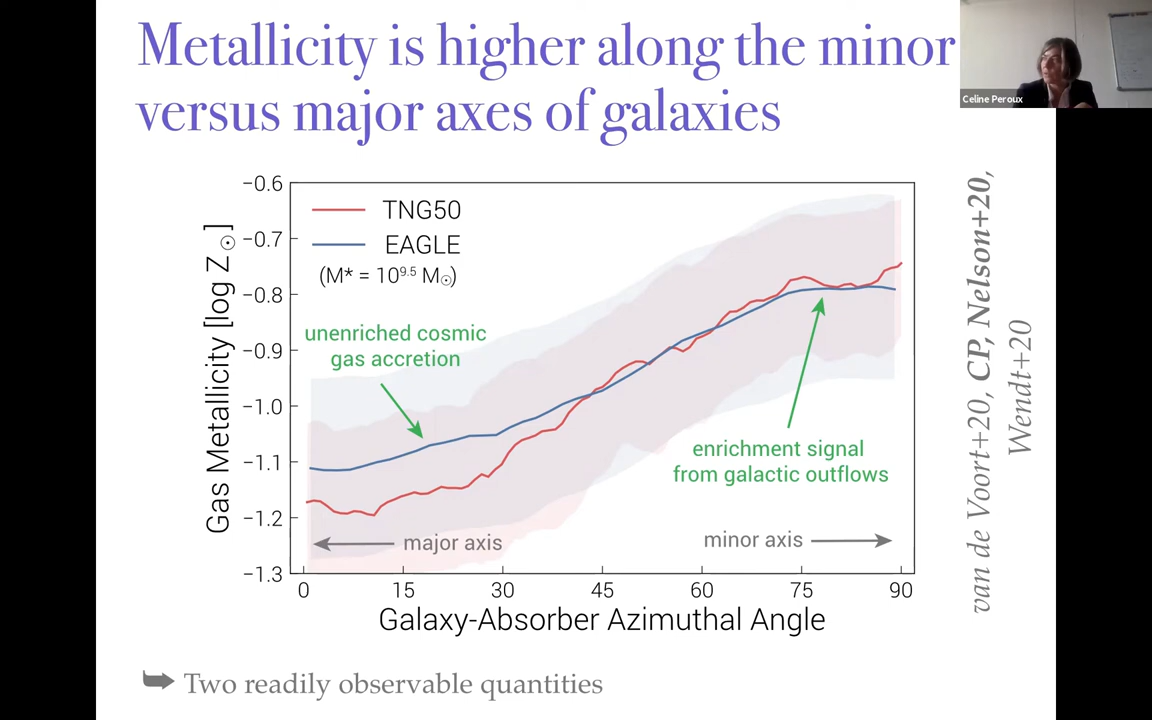 Metallicity is higher along the minor
versus major axes of galaxies
Celine Peroux
−0.6
−0.7
−0.8
−0.9
−1.0
−1.1
−1.2
−1.3
Gas Metallicity [log Z☉]
TNG50
EAGLE
(M* = 10⁹·⁵ M☉)
unenriched cosmic
gas accretion
enrichment signal
from galactic outflows
major axis
minor axis
0 15 30 45 60 75 90
Galaxy-Absorber Azimuthal Angle
van de Voort+20, CP, Nelson+20,
Wendt+20
Two readily observable quantities